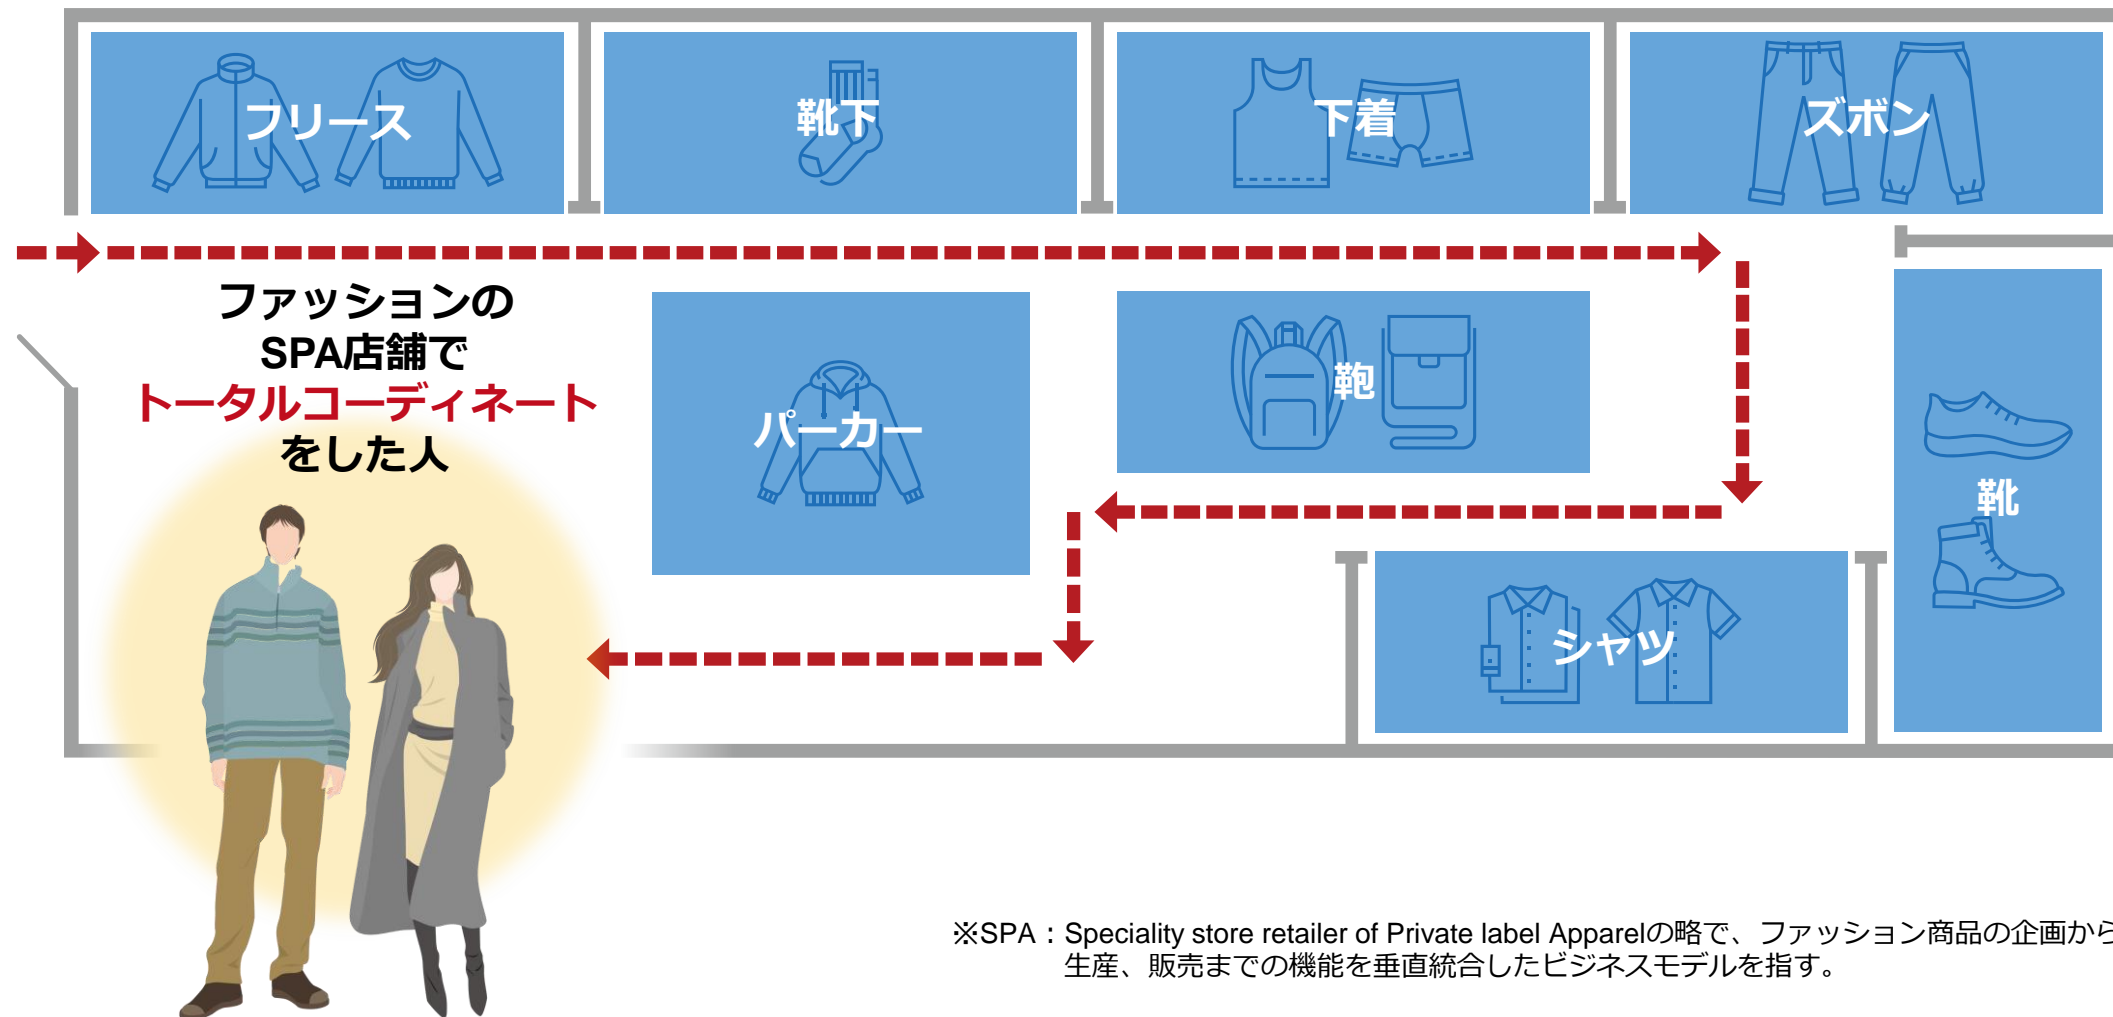 フリース
靴下
下着
ズボン
ファッションの
SPA店舗で
トータルコーディネート
をした人
パーカー
鞄
靴
シャツ
※SPA：Speciality store retailer of Private label Apparelの略で、ファッション商品の企画から
生産、販売までの機能を垂直統合したビジネスモデルを指す。